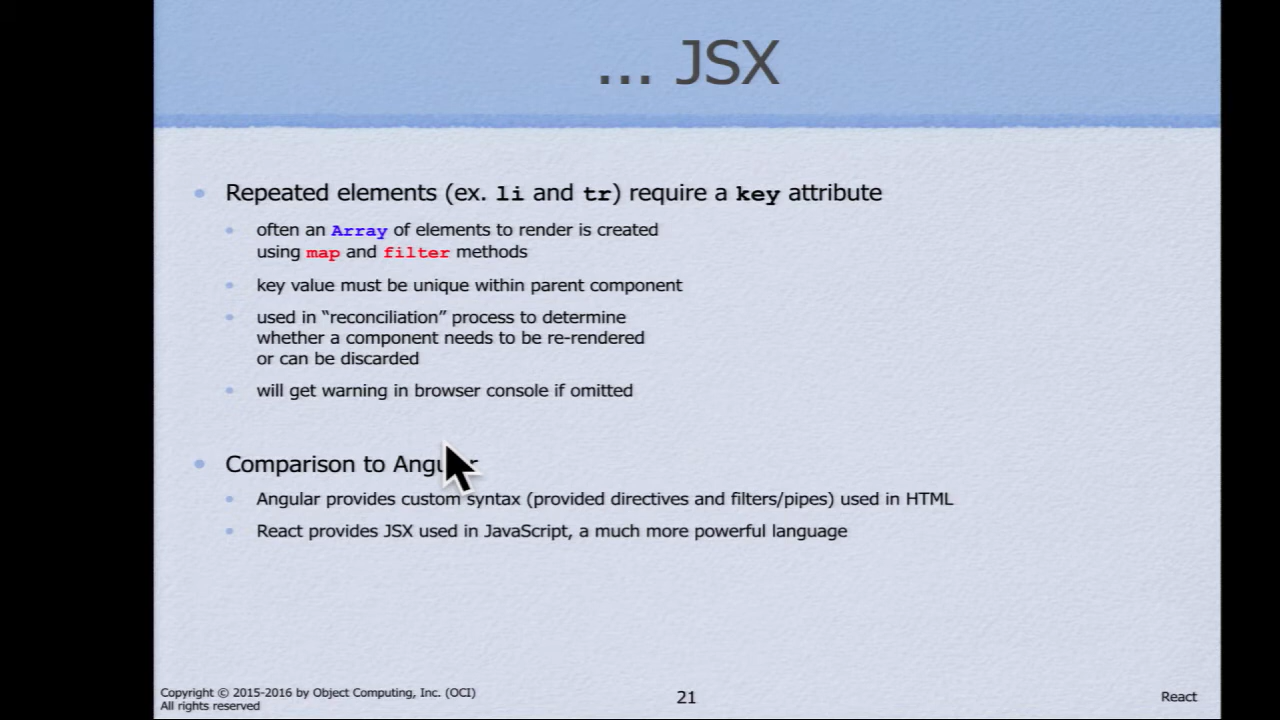 ... JSX
Repeated elements (ex. li and tr) require a key attribute
often an Array of elements to render is created
using map and filter methods
key value must be unique within parent component
used in “reconciliation” process to determine
whether a component needs to be re-rendered
or can be discarded
will get warning in browser console if omitted
Comparison to Angular
Angular provides custom syntax (provided directives and filters/pipes) used in HTML
React provides JSX used in JavaScript, a much more powerful language
Copyright © 2015-2016 by Object Computing, Inc. (OCI)
All rights reserved
21
React